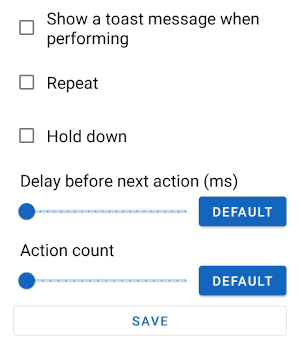 Show a toast message when
performing
Repeat
Hold down
Delay before next action (ms)
DEFAULT
Action count
DEFAULT
SAVE